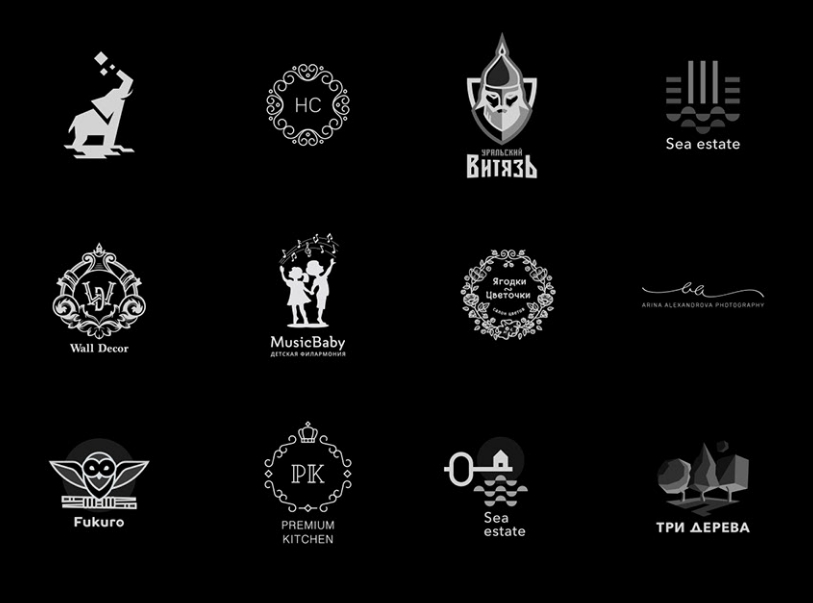 HC
УРАЛЬСКИЙ
ВИТЯЗЬ
Sea estate
WD
Wall Decor
MusicBaby
ДЕТСКАЯ ФИЛАРМОНИЯ
Ягодки
Цветочки
САЛОН ЦВЕТОВ
ARINA ALEXANDROVA PHOTOGRAPHY
Fukuro
PK
PREMIUM
KITCHEN
Sea
estate
ТРИ ДЕРЕВА